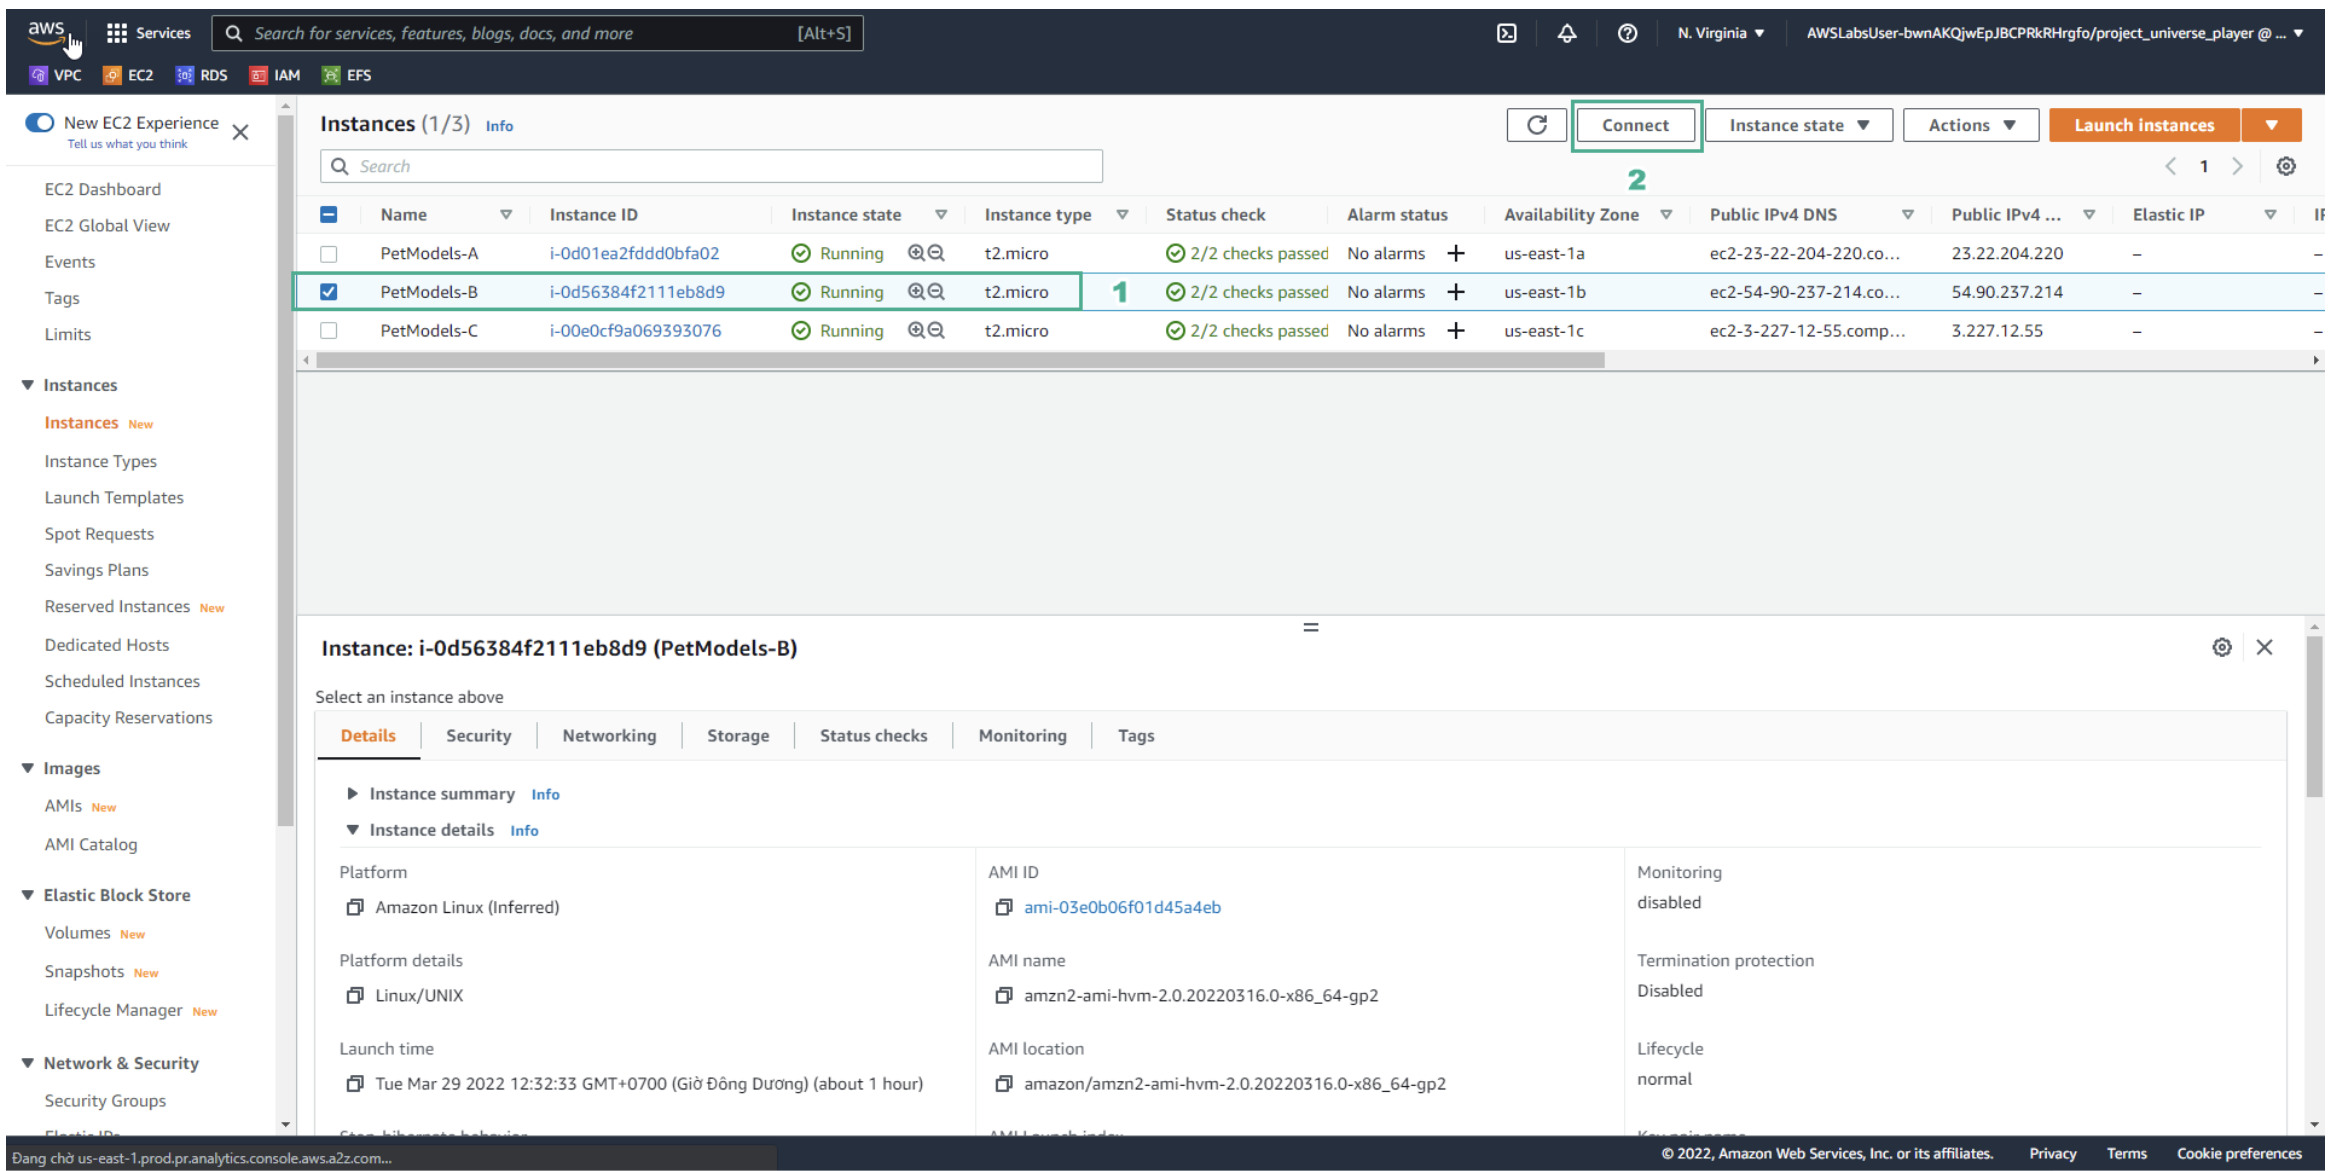 aws
Services
Search for services, features, blogs, docs, and more [Alt+S]
N. Virginia ▼
AWSLabsUser-bwnAKQjwEpJBCPRkRHrgfo/project_universe_player @ ... ▼
VPC EC2 RDS IAM EFS
New EC2 Experience
Tell us what you think
EC2 Dashboard
EC2 Global View
Events
Tags
Limits
Instances
Instances New
Instance Types
Launch Templates
Spot Requests
Savings Plans
Reserved Instances New
Dedicated Hosts
Scheduled Instances
Capacity Reservations
Images
AMIs New
AMI Catalog
Elastic Block Store
Volumes New
Snapshots New
Lifecycle Manager New
Network & Security
Security Groups
Elastic IPs
Instances (1/3) Info
Connect
Instance state ▼
Actions ▼
Launch instances ▼
Search
2
< 1 >
Name Instance ID Instance state Instance type Status check Alarm status Availability Zone Public IPv4 DNS Public IPv4 ... Elastic IP
PetModels-A i-0d01ea2fddd0bfa02 Running t2.micro 2/2 checks passed No alarms + us-east-1a ec2-23-22-204-220.co... 23.22.204.220 –
PetModels-B i-0d56384f2111eb8d9 Running t2.micro 1 2/2 checks passed No alarms + us-east-1b ec2-54-90-237-214.co... 54.90.237.214 –
PetModels-C i-00e0cf9a069393076 Running t2.micro 2/2 checks passed No alarms + us-east-1c ec2-3-227-12-55.comp... 3.227.12.55 –
Instance: i-0d56384f2111eb8d9 (PetModels-B)
Select an instance above
Details Security Networking Storage Status checks Monitoring Tags
Instance summary Info
Instance details Info
Platform
Amazon Linux (Inferred)
AMI ID
ami-03e0b06f01d45a4eb
Monitoring
disabled
Platform details
Linux/UNIX
AMI name
amzn2-ami-hvm-2.0.20220316.0-x86_64-gp2
Termination protection
Disabled
Launch time
Tue Mar 29 2022 12:32:33 GMT+0700 (Giờ Đông Dương) (about 1 hour)
AMI location
amazon/amzn2-ami-hvm-2.0.20220316.0-x86_64-gp2
Lifecycle
normal
Đang chờ us-east-1.prod.pr.analytics.console.aws.a2z.com...
© 2022, Amazon Web Services, Inc. or its affiliates. Privacy Terms Cookie preferences